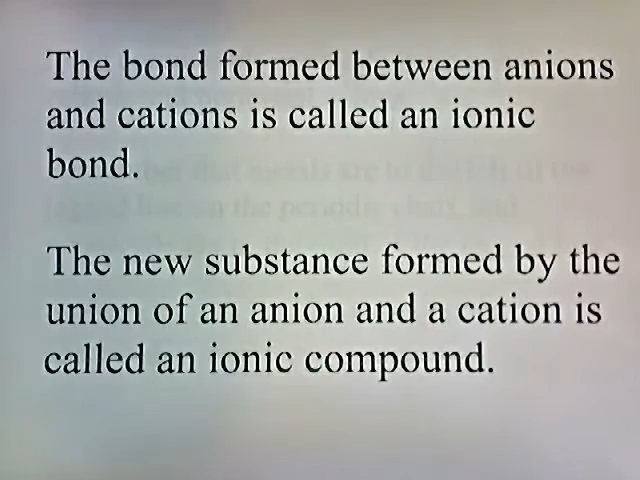 The bond formed between anions
and cations is called an ionic
bond.
The new substance formed by the
union of an anion and a cation is
called an ionic compound.